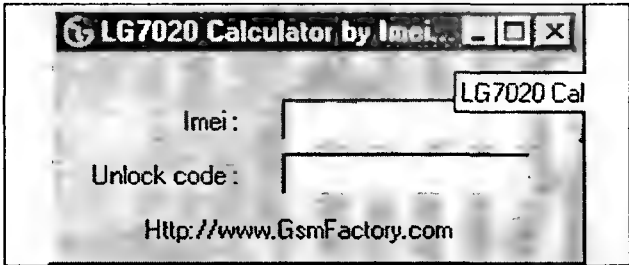 LG7020 Calculator by Imei...
LG7020 Cal
Imei :
Unlock code :
Http://www.GsmFactory.com